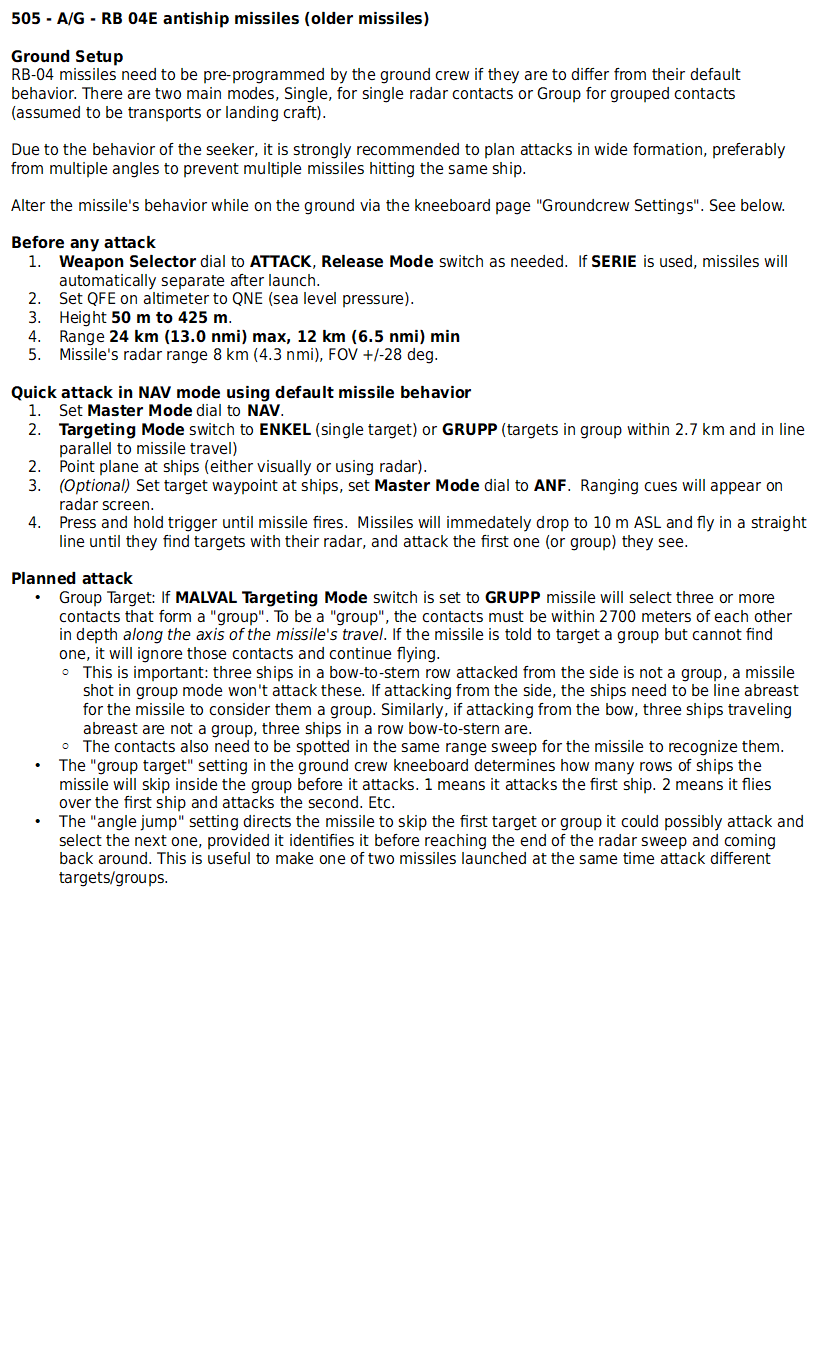 505 - A/G - RB 04E antiship missiles (older missiles)
Ground Setup
RB-04 missiles need to be pre-programmed by the ground crew if they are to differ from their default
behavior. There are two main modes, Single, for single radar contacts or Group for grouped contacts
(assumed to be transports or landing craft).
Due to the behavior of the seeker, it is strongly recommended to plan attacks in wide formation, preferably
from multiple angles to prevent multiple missiles hitting the same ship.
Alter the missile's behavior while on the ground via the kneeboard page "Groundcrew Settings". See below.
Before any attack
1. Weapon Selector dial to ATTACK, Release Mode switch as needed. If SERIE is used, missiles will
automatically separate after launch.
2. Set QFE on altimeter to QNE (sea level pressure).
3. Height 50 m to 425 m.
4. Range 24 km (13.0 nmi) max, 12 km (6.5 nmi) min
5. Missile's radar range 8 km (4.3 nmi), FOV +/-28 deg.
Quick attack in NAV mode using default missile behavior
1. Set Master Mode dial to NAV.
2. Targeting Mode switch to ENKEL (single target) or GRUPP (targets in group within 2.7 km and in line
parallel to missile travel)
2. Point plane at ships (either visually or using radar).
3. (Optional) Set target waypoint at ships, set Master Mode dial to ANF. Ranging cues will appear on
radar screen.
4. Press and hold trigger until missile fires. Missiles will immedately drop to 10 m ASL and fly in a straight
line until they find targets with their radar, and attack the first one (or group) they see.
Planned attack
• Group Target: If MALVAL Targeting Mode switch is set to GRUPP missile will select three or more
contacts that form a "group". To be a "group", the contacts must be within 2700 meters of each other
in depth along the axis of the missile's travel. If the missile is told to target a group but cannot find
one, it will ignore those contacts and continue flying.
○ This is important: three ships in a bow-to-stern row attacked from the side is not a group, a missile
shot in group mode won't attack these. If attacking from the side, the ships need to be line abreast
for the missile to consider them a group. Similarly, if attacking from the bow, three ships traveling
abreast are not a group, three ships in a row bow-to-stern are.
○ The contacts also need to be spotted in the same range sweep for the missile to recognize them.
• The "group target" setting in the ground crew kneeboard determines how many rows of ships the
missile will skip inside the group before it attacks. 1 means it attacks the first ship. 2 means it flies
over the first ship and attacks the second. Etc.
• The "angle jump" setting directs the missile to skip the first target or group it could possibly attack and
select the next one, provided it identifies it before reaching the end of the radar sweep and coming
back around. This is useful to make one of two missiles launched at the same time attack different
targets/groups.